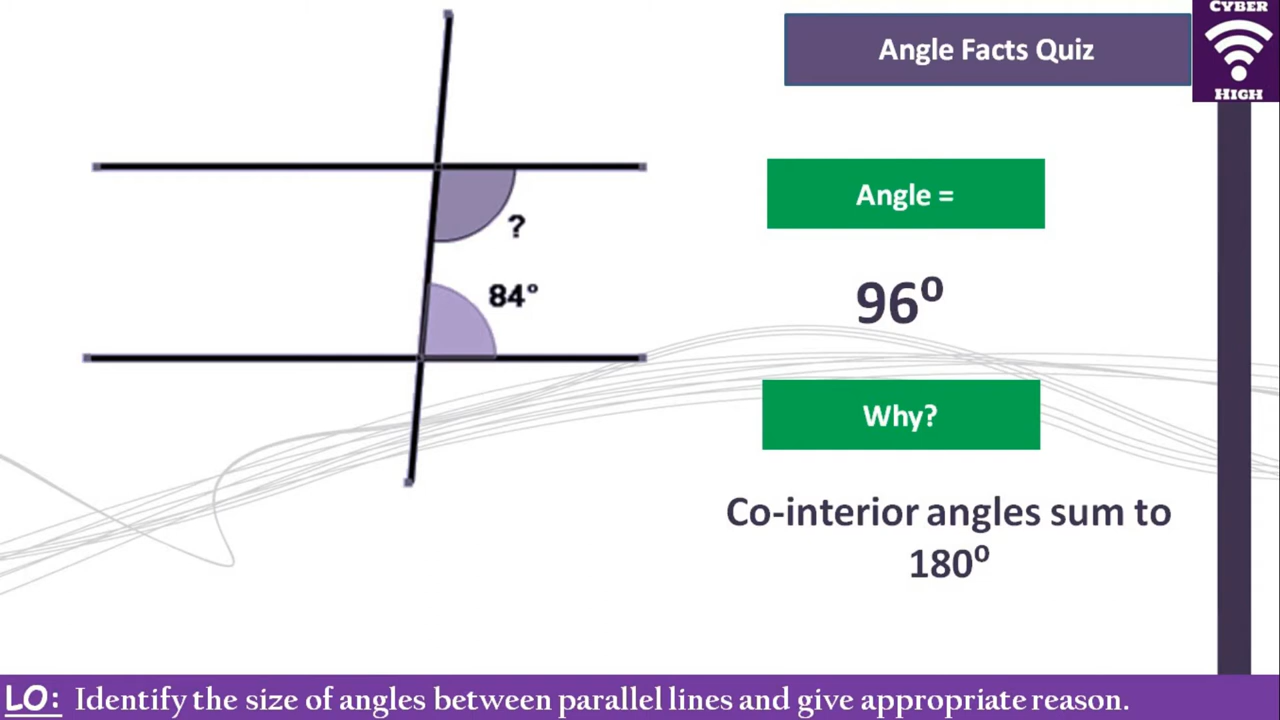 CYBER
HIGH
Angle Facts Quiz
Angle =
?
84°
96⁰
Why?
Co-interior angles sum to
180⁰
LO: Identify the size of angles between parallel lines and give appropriate reason.